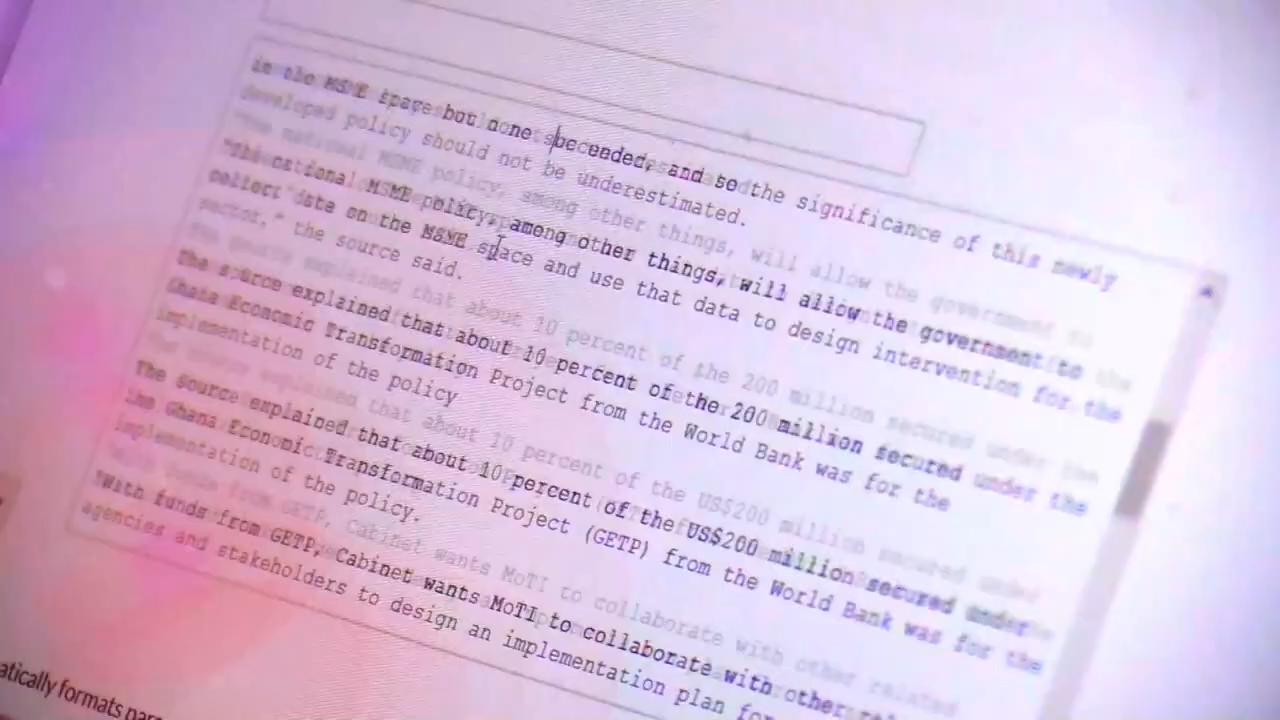 in the MSME space but none succeeded, and so the significance of this newly
developed policy should not be underestimated.
"The national MSME policy, among other things, will allow the government to
collect data on the MSME space and use that data to design intervention for the
sector," the source said.
The source explained that about 10 percent of the 200 million secured under the
Ghana Economic Transformation Project from the World Bank was for the
implementation of the policy
The source explained that about 10 percent of the US$200 million secured under
the Ghana Economic Transformation Project (GETP) from the World Bank was for the
implementation of the policy.
"With funds from GETP, Cabinet wants MoTI to collaborate with other
agencies and stakeholders to design an implementation plan for
atically formats